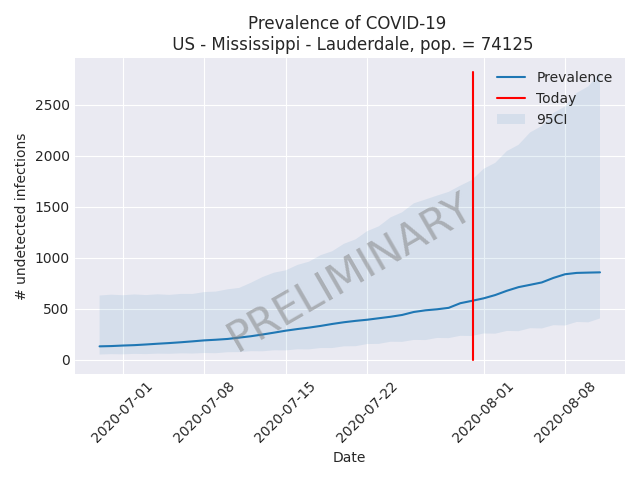 Prevalence of COVID-19
US - Mississippi - Lauderdale, pop. = 74125
Prevalence
Today
95CI
# undetected infections
2500
2000
1500
1000
500
0
PRELIMINARY
2020-07-01
2020-07-08
2020-07-15
2020-07-22
2020-08-01
2020-08-08
Date